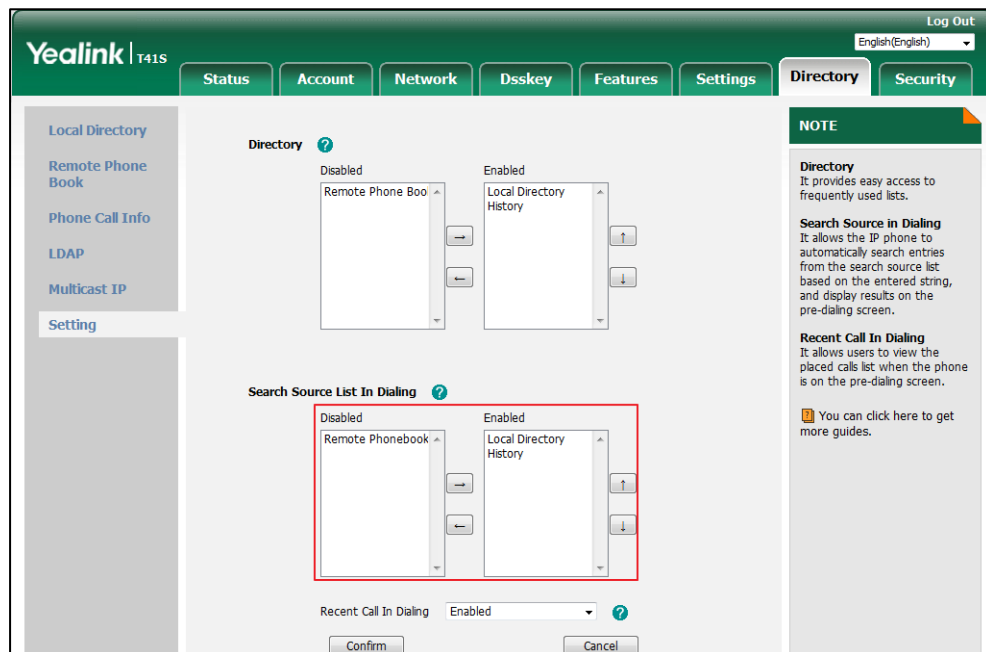 Log Out
English(English)
Yealink T41S
Status Account Network Dsskey Features Settings Directory Security
Local Directory
Remote Phone
Book
Phone Call Info
LDAP
Multicast IP
Setting
Directory ?
Disabled Enabled
Remote Phone Boo Local Directory
History
→ ↑
← ↓
Search Source List In Dialing ?
Disabled Enabled
Remote Phonebook Local Directory
History
→ ↑
← ↓
Recent Call In Dialing Enabled ?
Confirm Cancel
NOTE
Directory
It provides easy access to
frequently used lists.
Search Source in Dialing
It allows the IP phone to
automatically search entries
from the search source list
based on the entered string,
and display results on the
pre-dialing screen.
Recent Call In Dialing
It allows users to view the
placed calls list when the phone
is on the pre-dialing screen.
? You can click here to get
more guides.